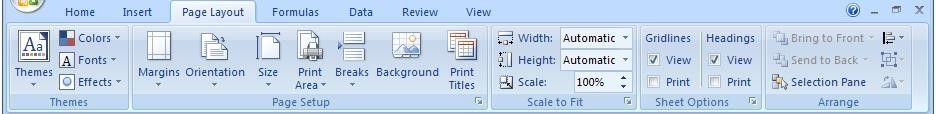 Home Insert Page Layout Formulas Data Review View
Aa
Themes
Colors
A Fonts
Effects
Themes
Margins
Orientation
Size
Print Area
Breaks
Background
Print Titles
Page Setup
Width: Automatic
Height: Automatic
Scale: 100%
Scale to Fit
Gridlines
View
Print
Headings
View
Print
Sheet Options
Bring to Front
Send to Back
Selection Pane
Arrange